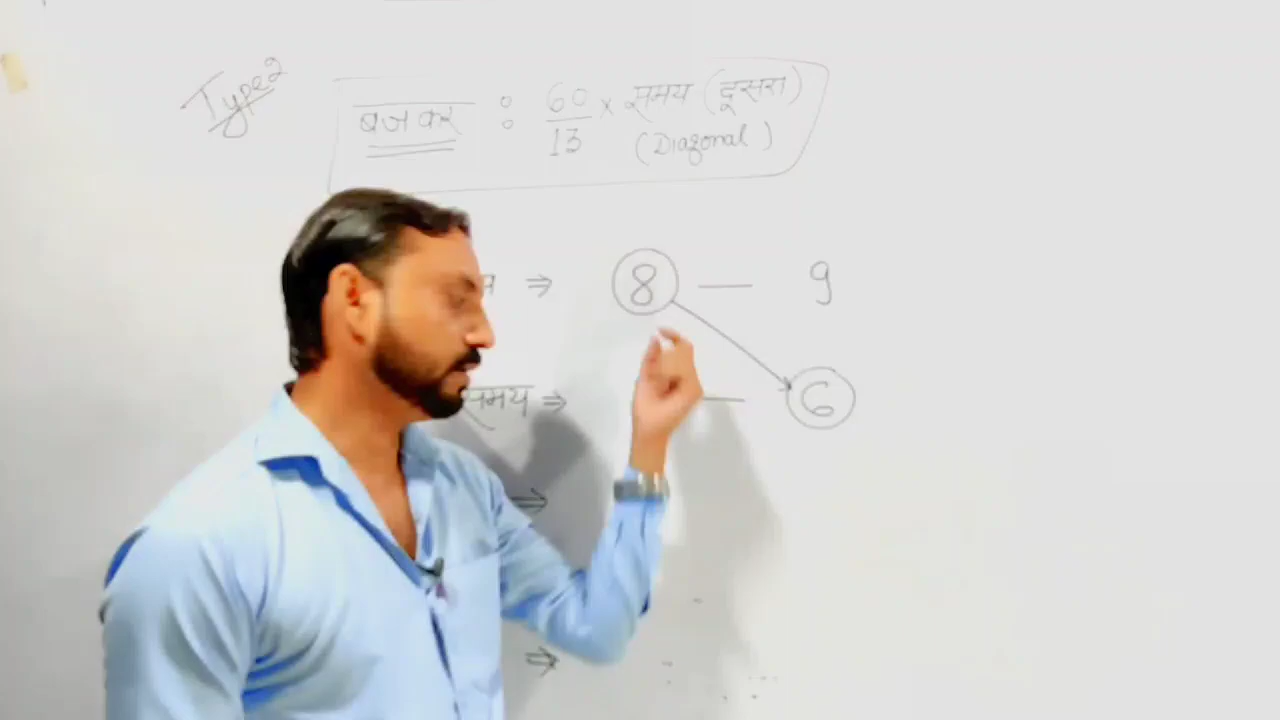 Type 2
बज कर : 60/13 × समय (दूसरा)
(Diagonal)
⇒ 8 — 9
समय ⇒ — 6
⇒
⇒